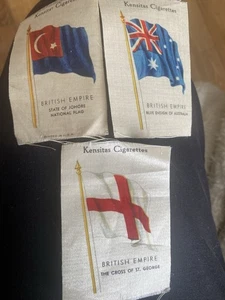 Kensitas Cigarettes
BRITISH EMPIRE
STATE OF JOHORE
NATIONAL FLAG
Kensitas Cigarettes
BRITISH EMPIRE
BLUE ENSIGN OF AUSTRALIA
Kensitas Cigarettes
BRITISH EMPIRE
THE CROSS OF ST. GEORGE